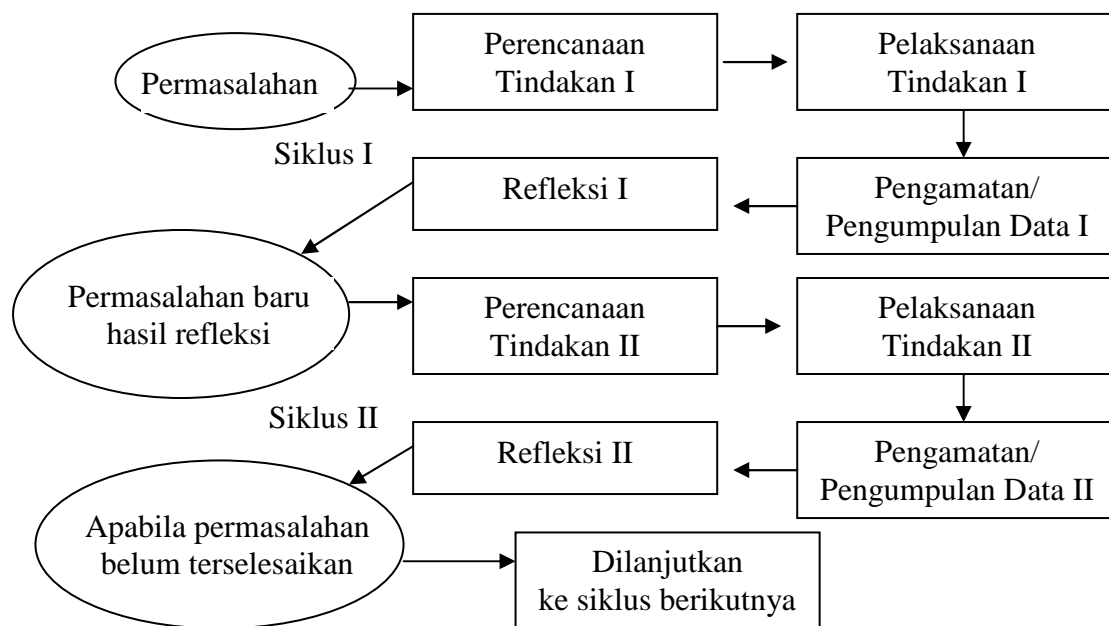 Permasalahan
Perencanaan
Tindakan I
Pelaksanaan
Tindakan I
Siklus I
Refleksi I
Pengamatan/
Pengumpulan Data I
Permasalahan baru
hasil refleksi
Perencanaan
Tindakan II
Pelaksanaan
Tindakan II
Siklus II
Refleksi II
Pengamatan/
Pengumpulan Data II
Apabila permasalahan
belum terselesaikan
Dilanjutkan
ke siklus berikutnya